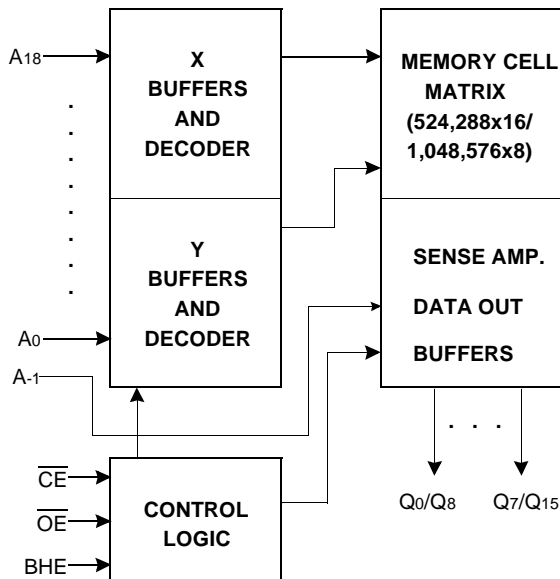 A18
X
BUFFERS
AND
DECODER
MEMORY CELL
MATRIX
(524,288x16/
1,048,576x8)
Y
BUFFERS
AND
DECODER
SENSE AMP.
DATA OUT
BUFFERS
A0
A-1
CE
OE
BHE
CONTROL
LOGIC
Q0/Q8
Q7/Q15